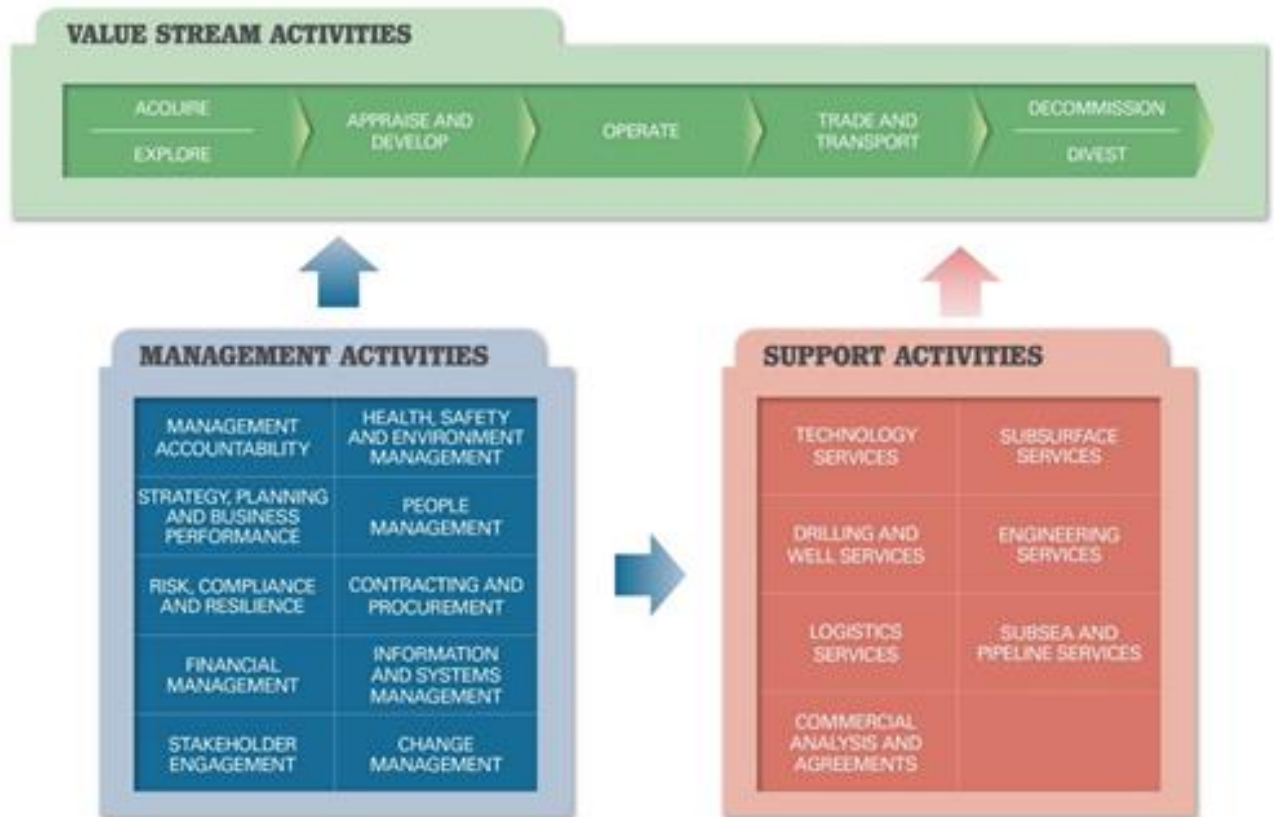 VALUE STREAM ACTIVITIES
ACQUIRE
EXPLORE
APPRAISE AND
DEVELOP
OPERATE
TRADE AND
TRANSPORT
DECOMMISSION
DIVEST
MANAGEMENT ACTIVITIES
MANAGEMENT
ACCOUNTABILITY
HEALTH, SAFETY
AND ENVIRONMENT
MANAGEMENT
STRATEGY, PLANNING
AND BUSINESS
PERFORMANCE
PEOPLE
MANAGEMENT
RISK, COMPLIANCE
AND RESILIENCE
CONTRACTING AND
PROCUREMENT
FINANCIAL
MANAGEMENT
INFORMATION
AND SYSTEMS
MANAGEMENT
STAKEHOLDER
ENGAGEMENT
CHANGE
MANAGEMENT
SUPPORT ACTIVITIES
TECHNOLOGY
SERVICES
SUBSURFACE
SERVICES
DRILLING AND
WELL SERVICES
ENGINEERING
SERVICES
LOGISTICS
SERVICES
SUBSEA AND
PIPELINE SERVICES
COMMERCIAL
ANALYSIS AND
AGREEMENTS